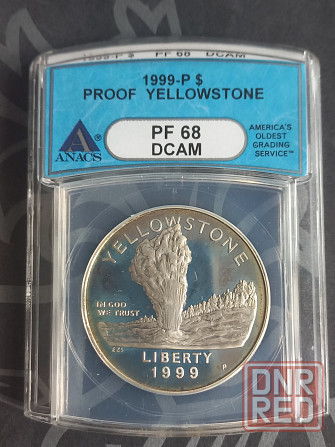 1999-P $ PF 68 DCAM
1999-P $
PROOF YELLOWSTONE
ANACS
PF 68
DCAM
AMERICA'S
OLDEST
GRADING
SERVICE™
YELLOWSTONE
IN GOD
WE TRUST
LIBERTY
1999
P
DNR
RED